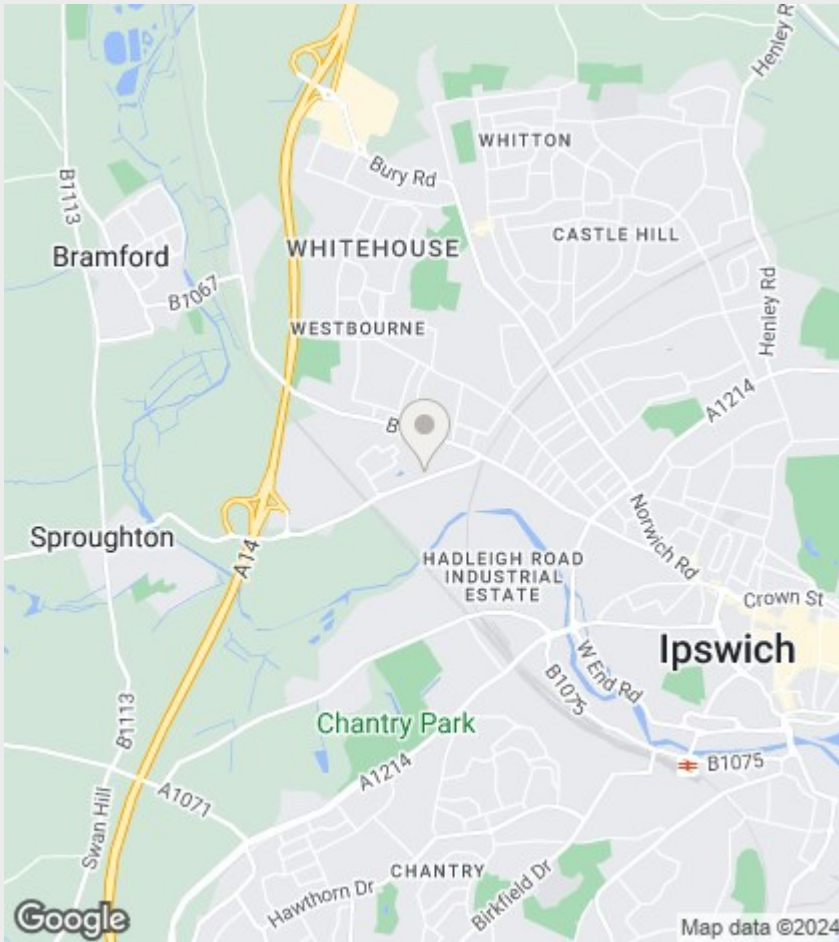 Henley R
WHITTON
Bury Rd
B1113
CASTLE HILL
Bramford
WHITEHOUSE
B1067
Henley Rd
WESTBOURNE
A1214
B
Norwich Rd
Sproughton
A14
HADLEIGH ROAD
INDUSTRIAL
ESTATE
Crown St
Ipswich
W End Rd
B1075
B1113
Chantry Park
A1214
B1075
A1071
Swan Hill
CHANTRY
Hawthorn Dr
Birkfield Dr
Google
Map data ©2024